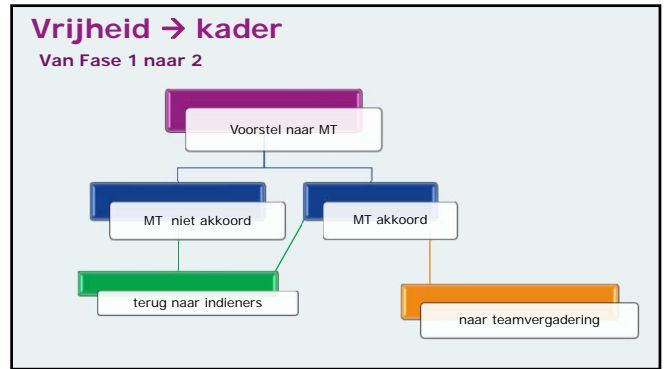 Vrijheid → kader
Van Fase 1 naar 2
Voorstel naar MT
MT niet akkoord
MT akkoord
terug naar indieners
naar teamvergadering